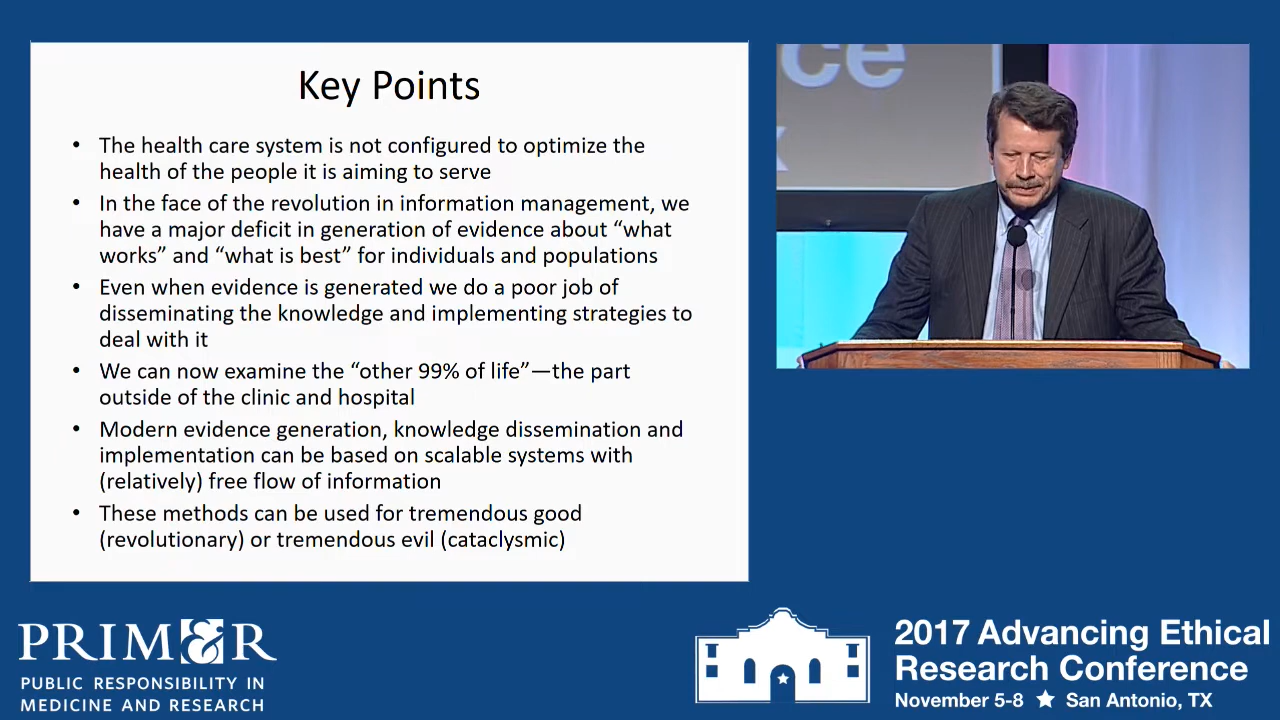 Key Points
• The health care system is not configured to optimize the
health of the people it is aiming to serve
• In the face of the revolution in information management, we
have a major deficit in generation of evidence about “what
works” and “what is best” for individuals and populations
• Even when evidence is generated we do a poor job of
disseminating the knowledge and implementing strategies to
deal with it
• We can now examine the “other 99% of life”—the part
outside of the clinic and hospital
• Modern evidence generation, knowledge dissemination and
implementation can be based on scalable systems with
(relatively) free flow of information
• These methods can be used for tremendous good
(revolutionary) or tremendous evil (cataclysmic)
ce
PRIM&R
PUBLIC RESPONSIBILITY IN
MEDICINE AND RESEARCH
2017 Advancing Ethical
Research Conference
November 5-8 ★ San Antonio, TX